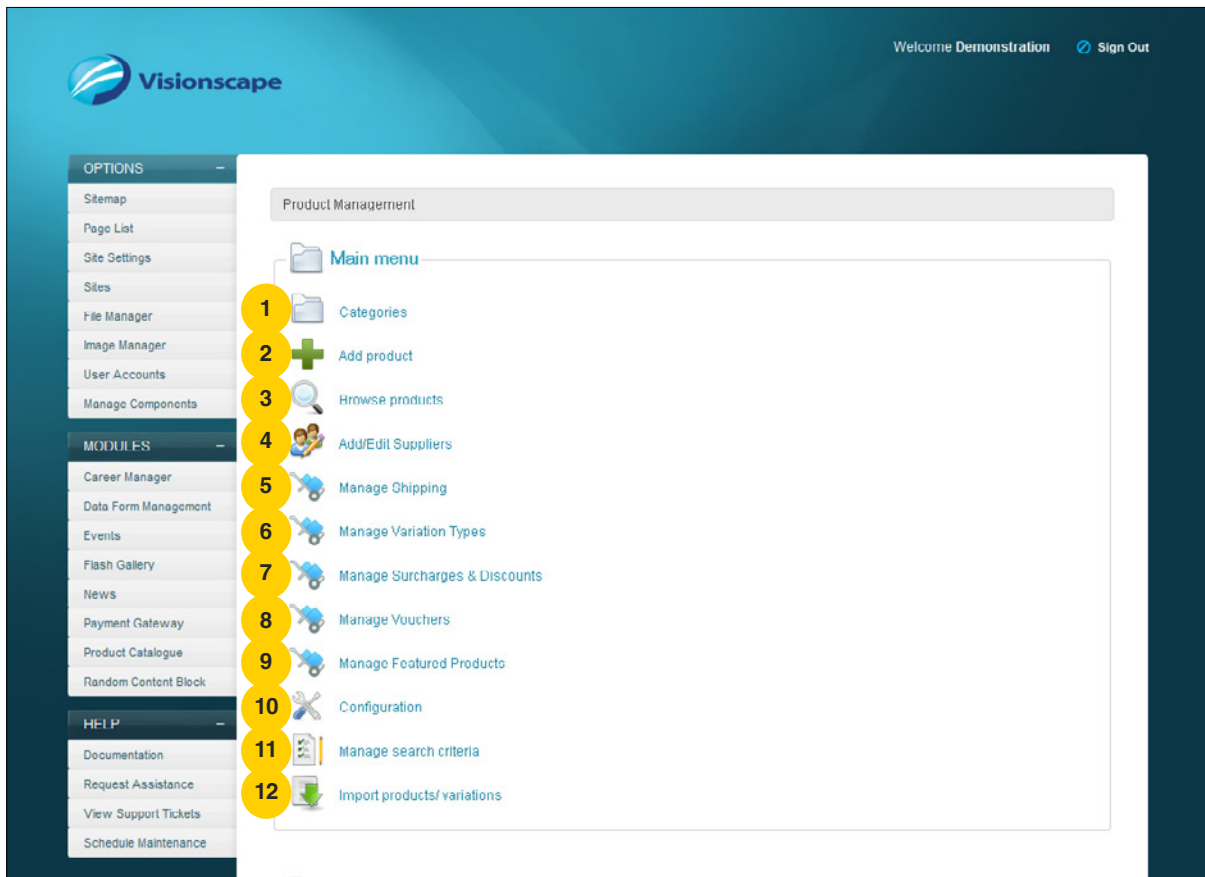 Welcome Demonstration Sign Out
Visionscape
OPTIONS –
Sitemap
Page List
Site Settings
Sites
File Manager
Image Manager
User Accounts
Manage Components
MODULES –
Career Manager
Data Form Management
Events
Flash Gallery
News
Payment Gateway
Product Catalogue
Random Content Block
HELP –
Documentation
Request Assistance
View Support Tickets
Schedule Maintenance
Product Management
Main menu
1 Categories
2 Add product
3 Browse products
4 Add/Edit Suppliers
5 Manage Shipping
6 Manage Variation Types
7 Manage Surcharges & Discounts
8 Manage Vouchers
9 Manage Featured Products
10 Configuration
11 Manage search criteria
12 Import products/ variations